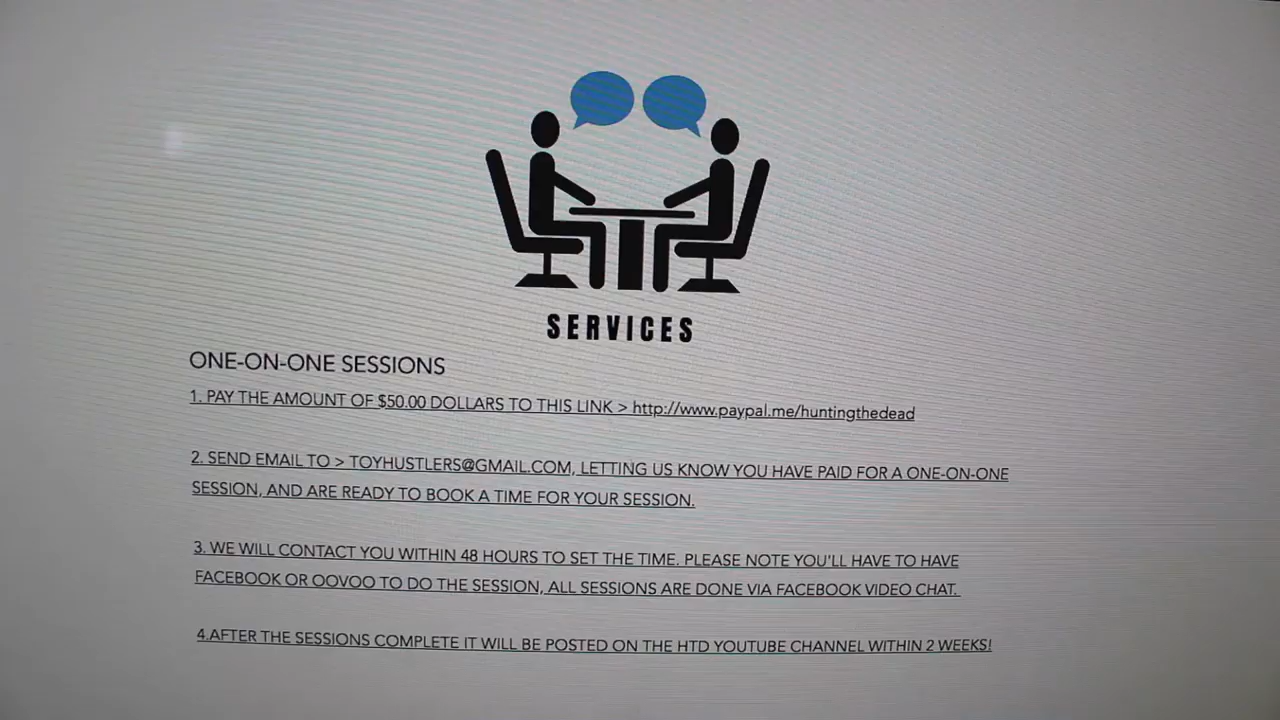 SERVICES
ONE-ON-ONE SESSIONS
1. PAY THE AMOUNT OF $50.00 DOLLARS TO THIS LINK > http://www.paypal.me/huntingthedead
2. SEND EMAIL TO > TOYHUSTLERS@GMAIL.COM, LETTING US KNOW YOU HAVE PAID FOR A ONE-ON-ONE
SESSION, AND ARE READY TO BOOK A TIME FOR YOUR SESSION.
3. WE WILL CONTACT YOU WITHIN 48 HOURS TO SET THE TIME. PLEASE NOTE YOU'LL HAVE TO HAVE
FACEBOOK OR OOVOO TO DO THE SESSION, ALL SESSIONS ARE DONE VIA FACEBOOK VIDEO CHAT.
4.AFTER THE SESSIONS COMPLETE IT WILL BE POSTED ON THE HTD YOUTUBE CHANNEL WITHIN 2 WEEKS!